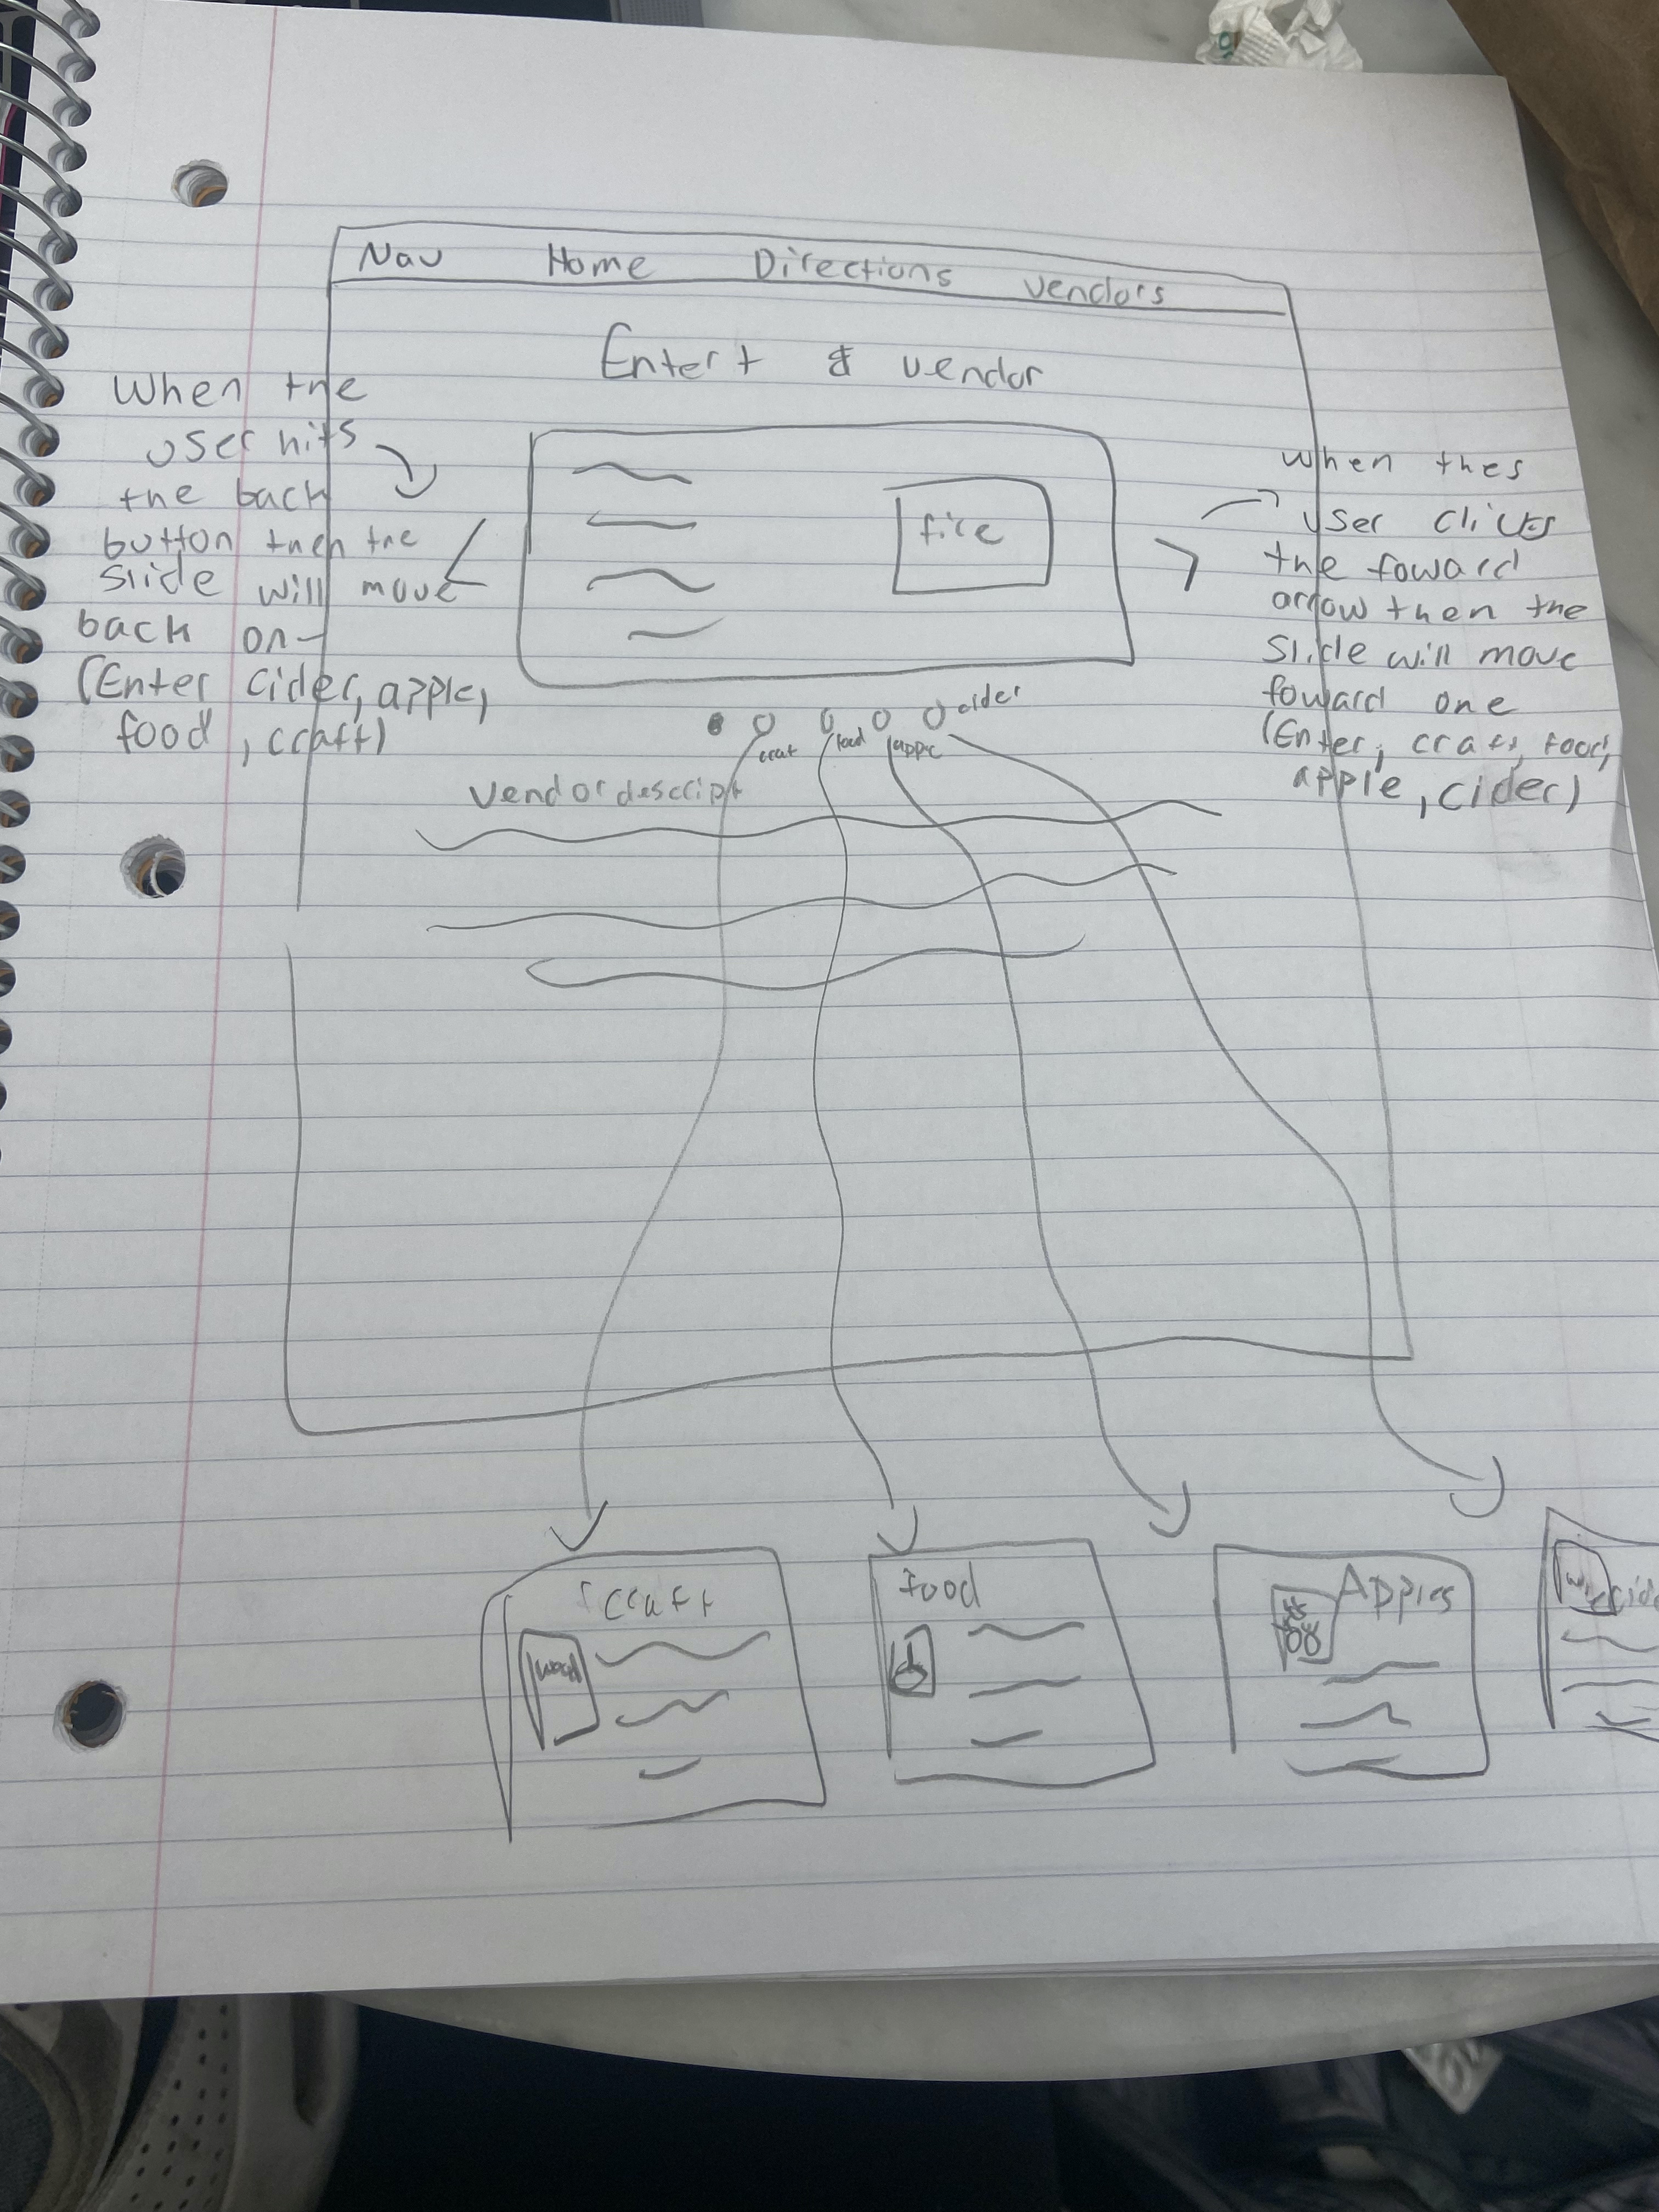 Nav Home Directions vendors
Entert & vendor
When the
user hits
the back
button then the
slide will move
back on-
(Enter cider, apple,
food, craft)
fire
when thes
user clicks
the foward
arrow then the
slide will move
foward one
(Enter, craft, food,
apple, cider)
craft food apple cider
Vendor descript
craft
wood
food
Apples